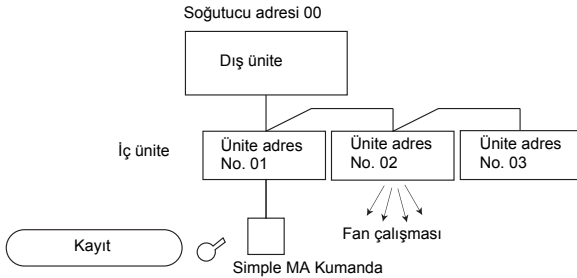 Soğutucu adresi 00
Dış ünite
İç ünite
Ünite adres
No. 01
Ünite adres
No. 02
Ünite adres
No. 03
Fan çalışması
Kayıt
Simple MA Kumanda